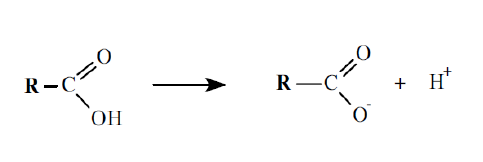 O O
R–C R—C + H⁺
OH O⁻